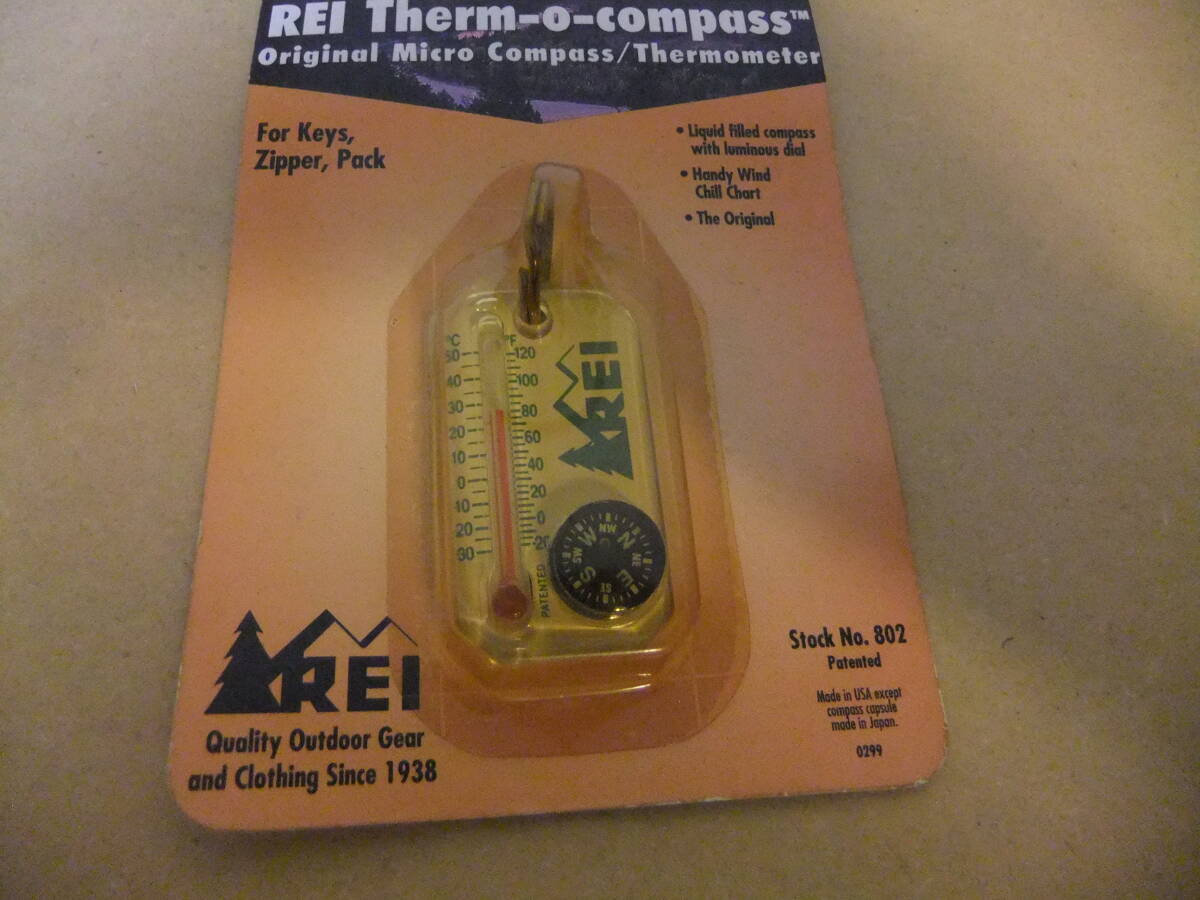 REI Therm-o-compass™
Original Micro Compass/Thermometer
For Keys,
Zipper, Pack
• Liquid filled compass
with luminous dial
• Handy Wind
Chill Chart
• The Original
°C °F
50 120
40 100
30 80
20 60
10 40
0 20
10 0
20 -20
30
PATENTED
REI
NW N NE E SE S SW W
REI
Quality Outdoor Gear
and Clothing Since 1938
Stock No. 802
Patented
Made in USA except
compass capsule
made in Japan.
0299